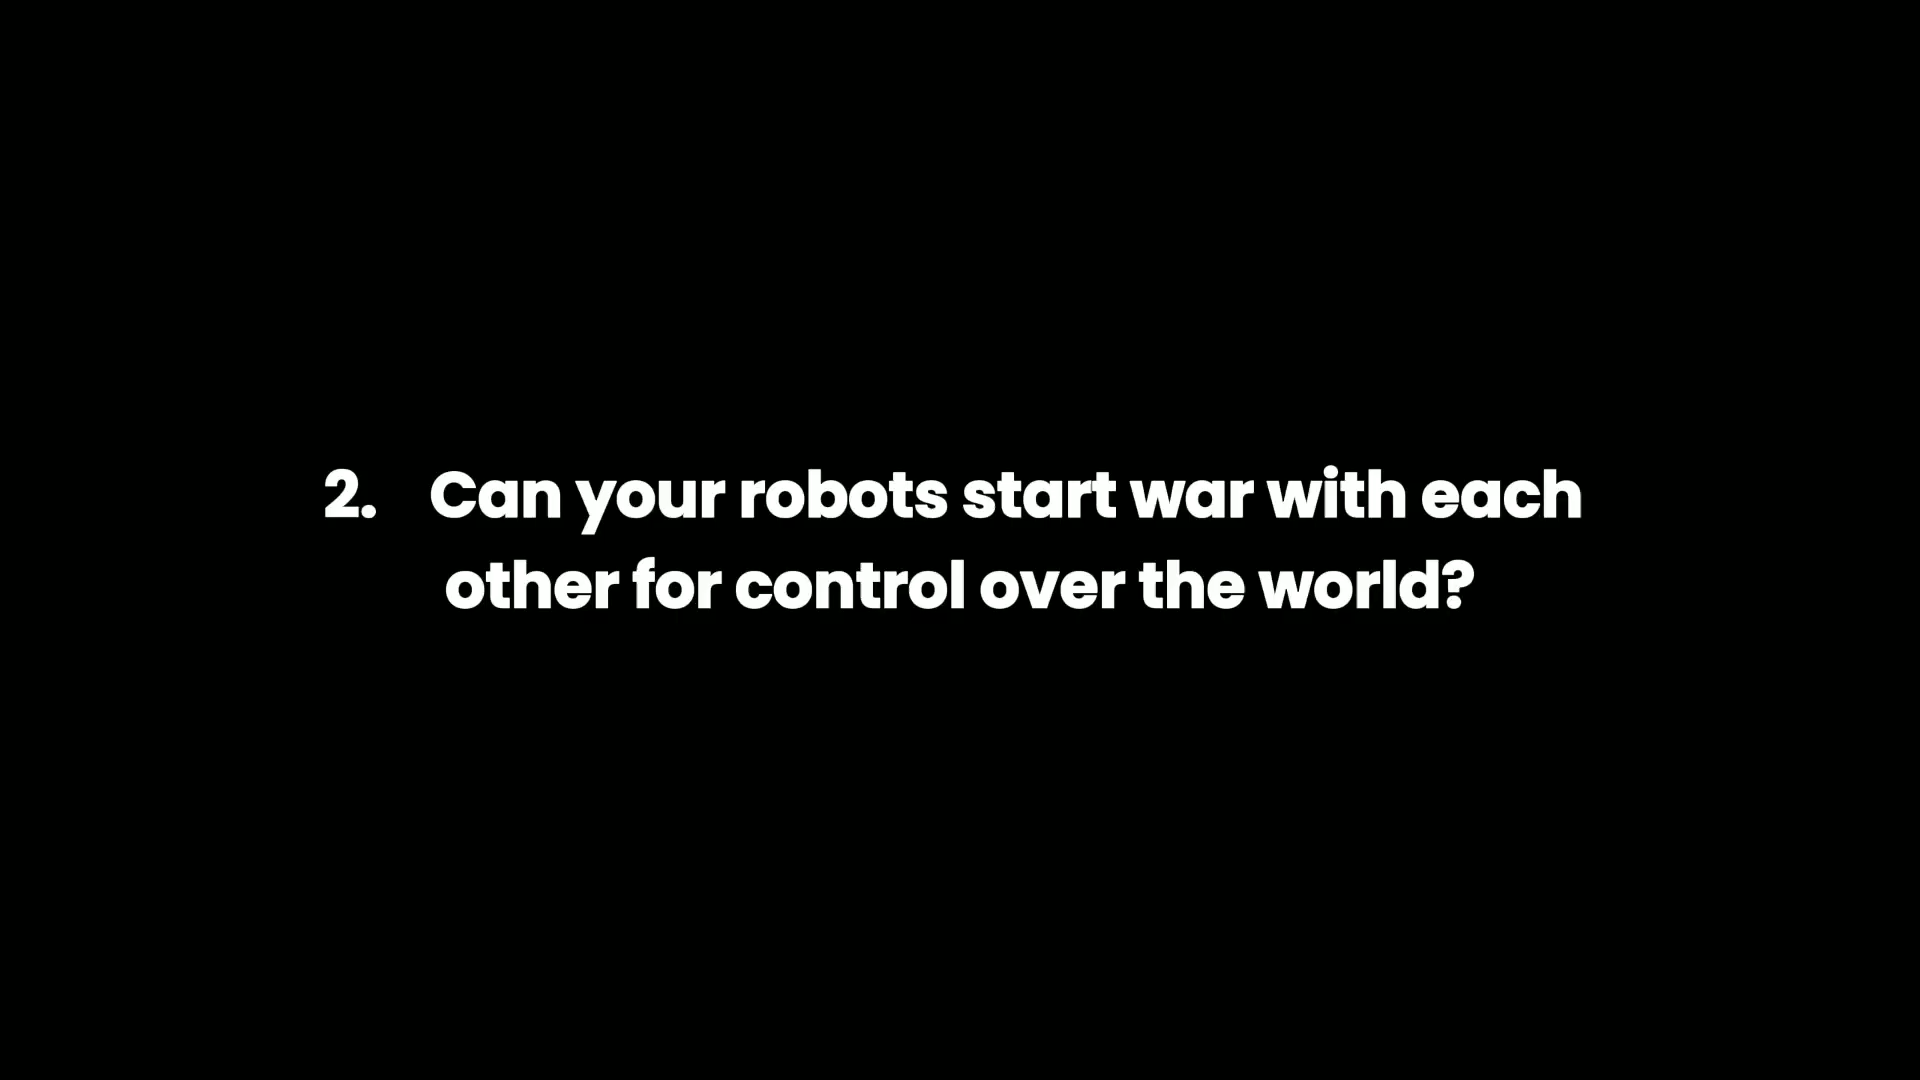 2. Can your robots start war with each
other for control over the world?